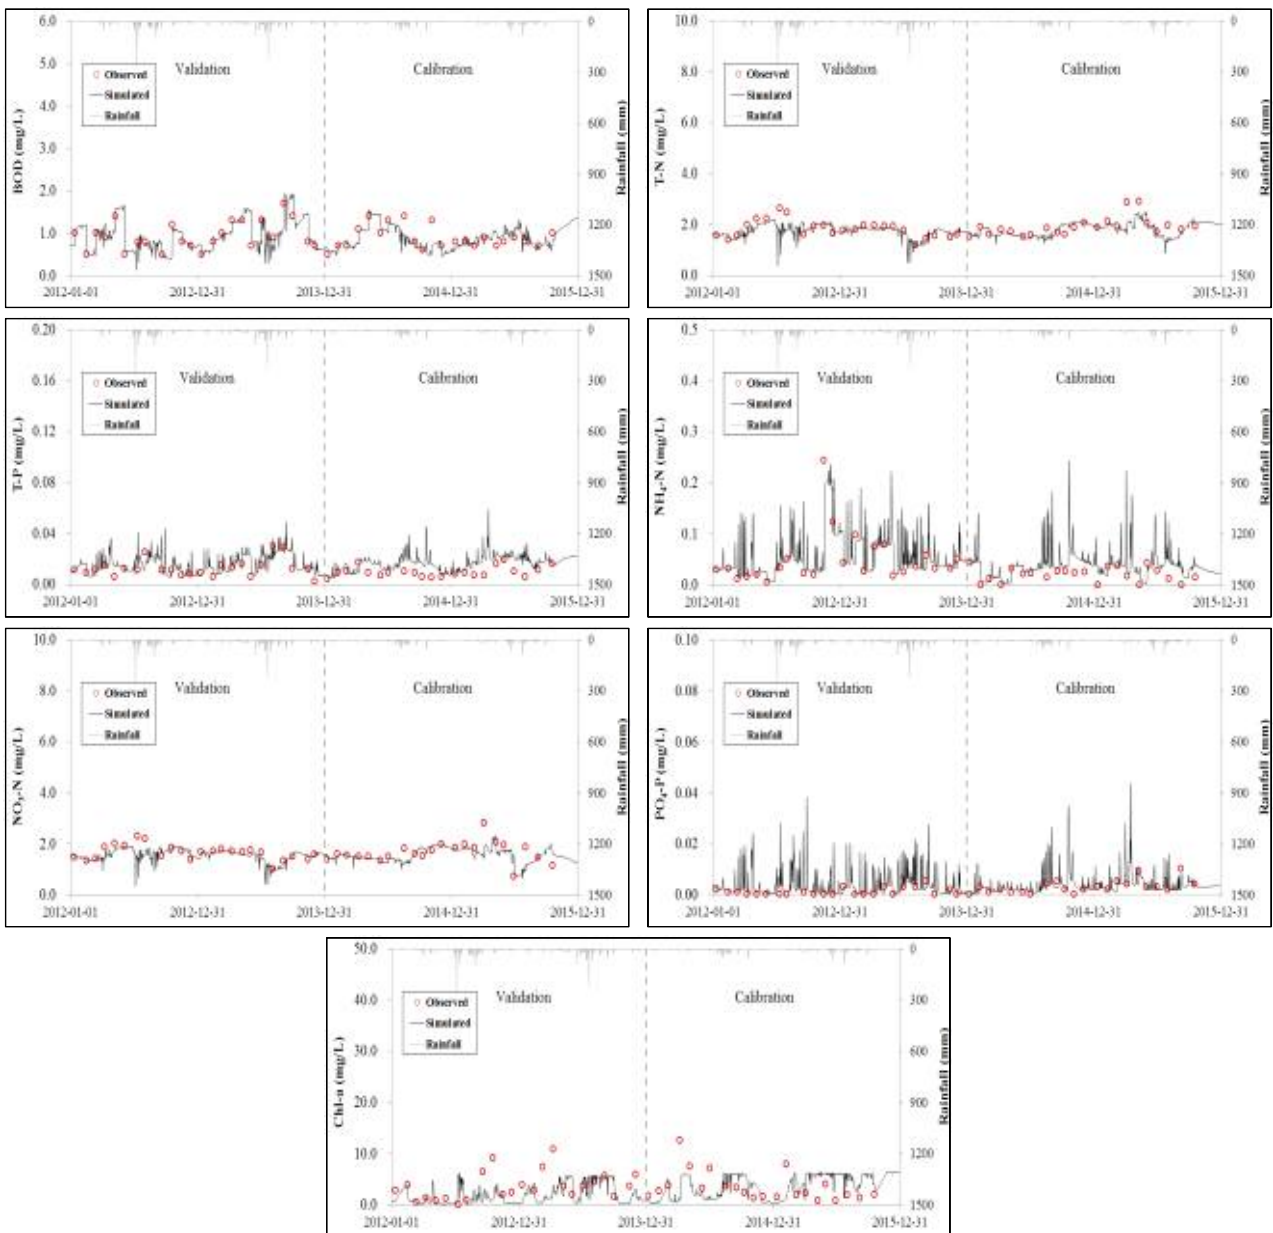 6.0
5.0
4.0
3.0
2.0
1.0
0.0
BOD (mg/L)
Observed
Simulated
Rainfall
Validation
Calibration
0
300
600
900
1200
1500
Rainfall (mm)
2012-01-01 2012-12-31 2013-12-31 2014-12-31 2015-12-31
10.0
8.0
6.0
4.0
2.0
0.0
T-N (mg/L)
Observed
Simulated
Rainfall
Validation
Calibration
0
300
600
900
1200
1500
Rainfall (mm)
2012-01-01 2012-12-31 2013-12-31 2014-12-31 2015-12-31
0.20
0.16
0.12
0.08
0.04
0.00
T-P (mg/L)
Observed
Simulated
Rainfall
Validation
Calibration
0
300
600
900
1200
1500
Rainfall (mm)
2012-01-01 2012-12-31 2013-12-31 2014-12-31 2015-12-31
0.5
0.4
0.3
0.2
0.1
0.0
NH₄-N (mg/L)
Observed
Simulated
Rainfall
Validation
Calibration
0
300
600
900
1200
1500
Rainfall (mm)
2012-01-01 2012-12-31 2013-12-31 2014-12-31 2015-12-31
10.0
8.0
6.0
4.0
2.0
0.0
NO₃-N (mg/L)
Observed
Simulated
Rainfall
Validation
Calibration
0
300
600
900
1200
1500
Rainfall (mm)
2012-01-01 2012-12-31 2013-12-31 2014-12-31 2015-12-31
0.10
0.08
0.06
0.04
0.02
0.00
PO₄-P (mg/L)
Observed
Simulated
Rainfall
Validation
Calibration
0
300
600
900
1200
1500
Rainfall (mm)
2012-01-01 2012-12-31 2013-12-31 2014-12-31 2015-12-31
50.0
40.0
30.0
20.0
10.0
0.0
Chl-a (mg/L)
Observed
Simulated
Rainfall
Validation
Calibration
0
300
600
900
1200
1500
Rainfall (mm)
2012-01-01 2012-12-31 2013-12-31 2014-12-31 2015-12-31